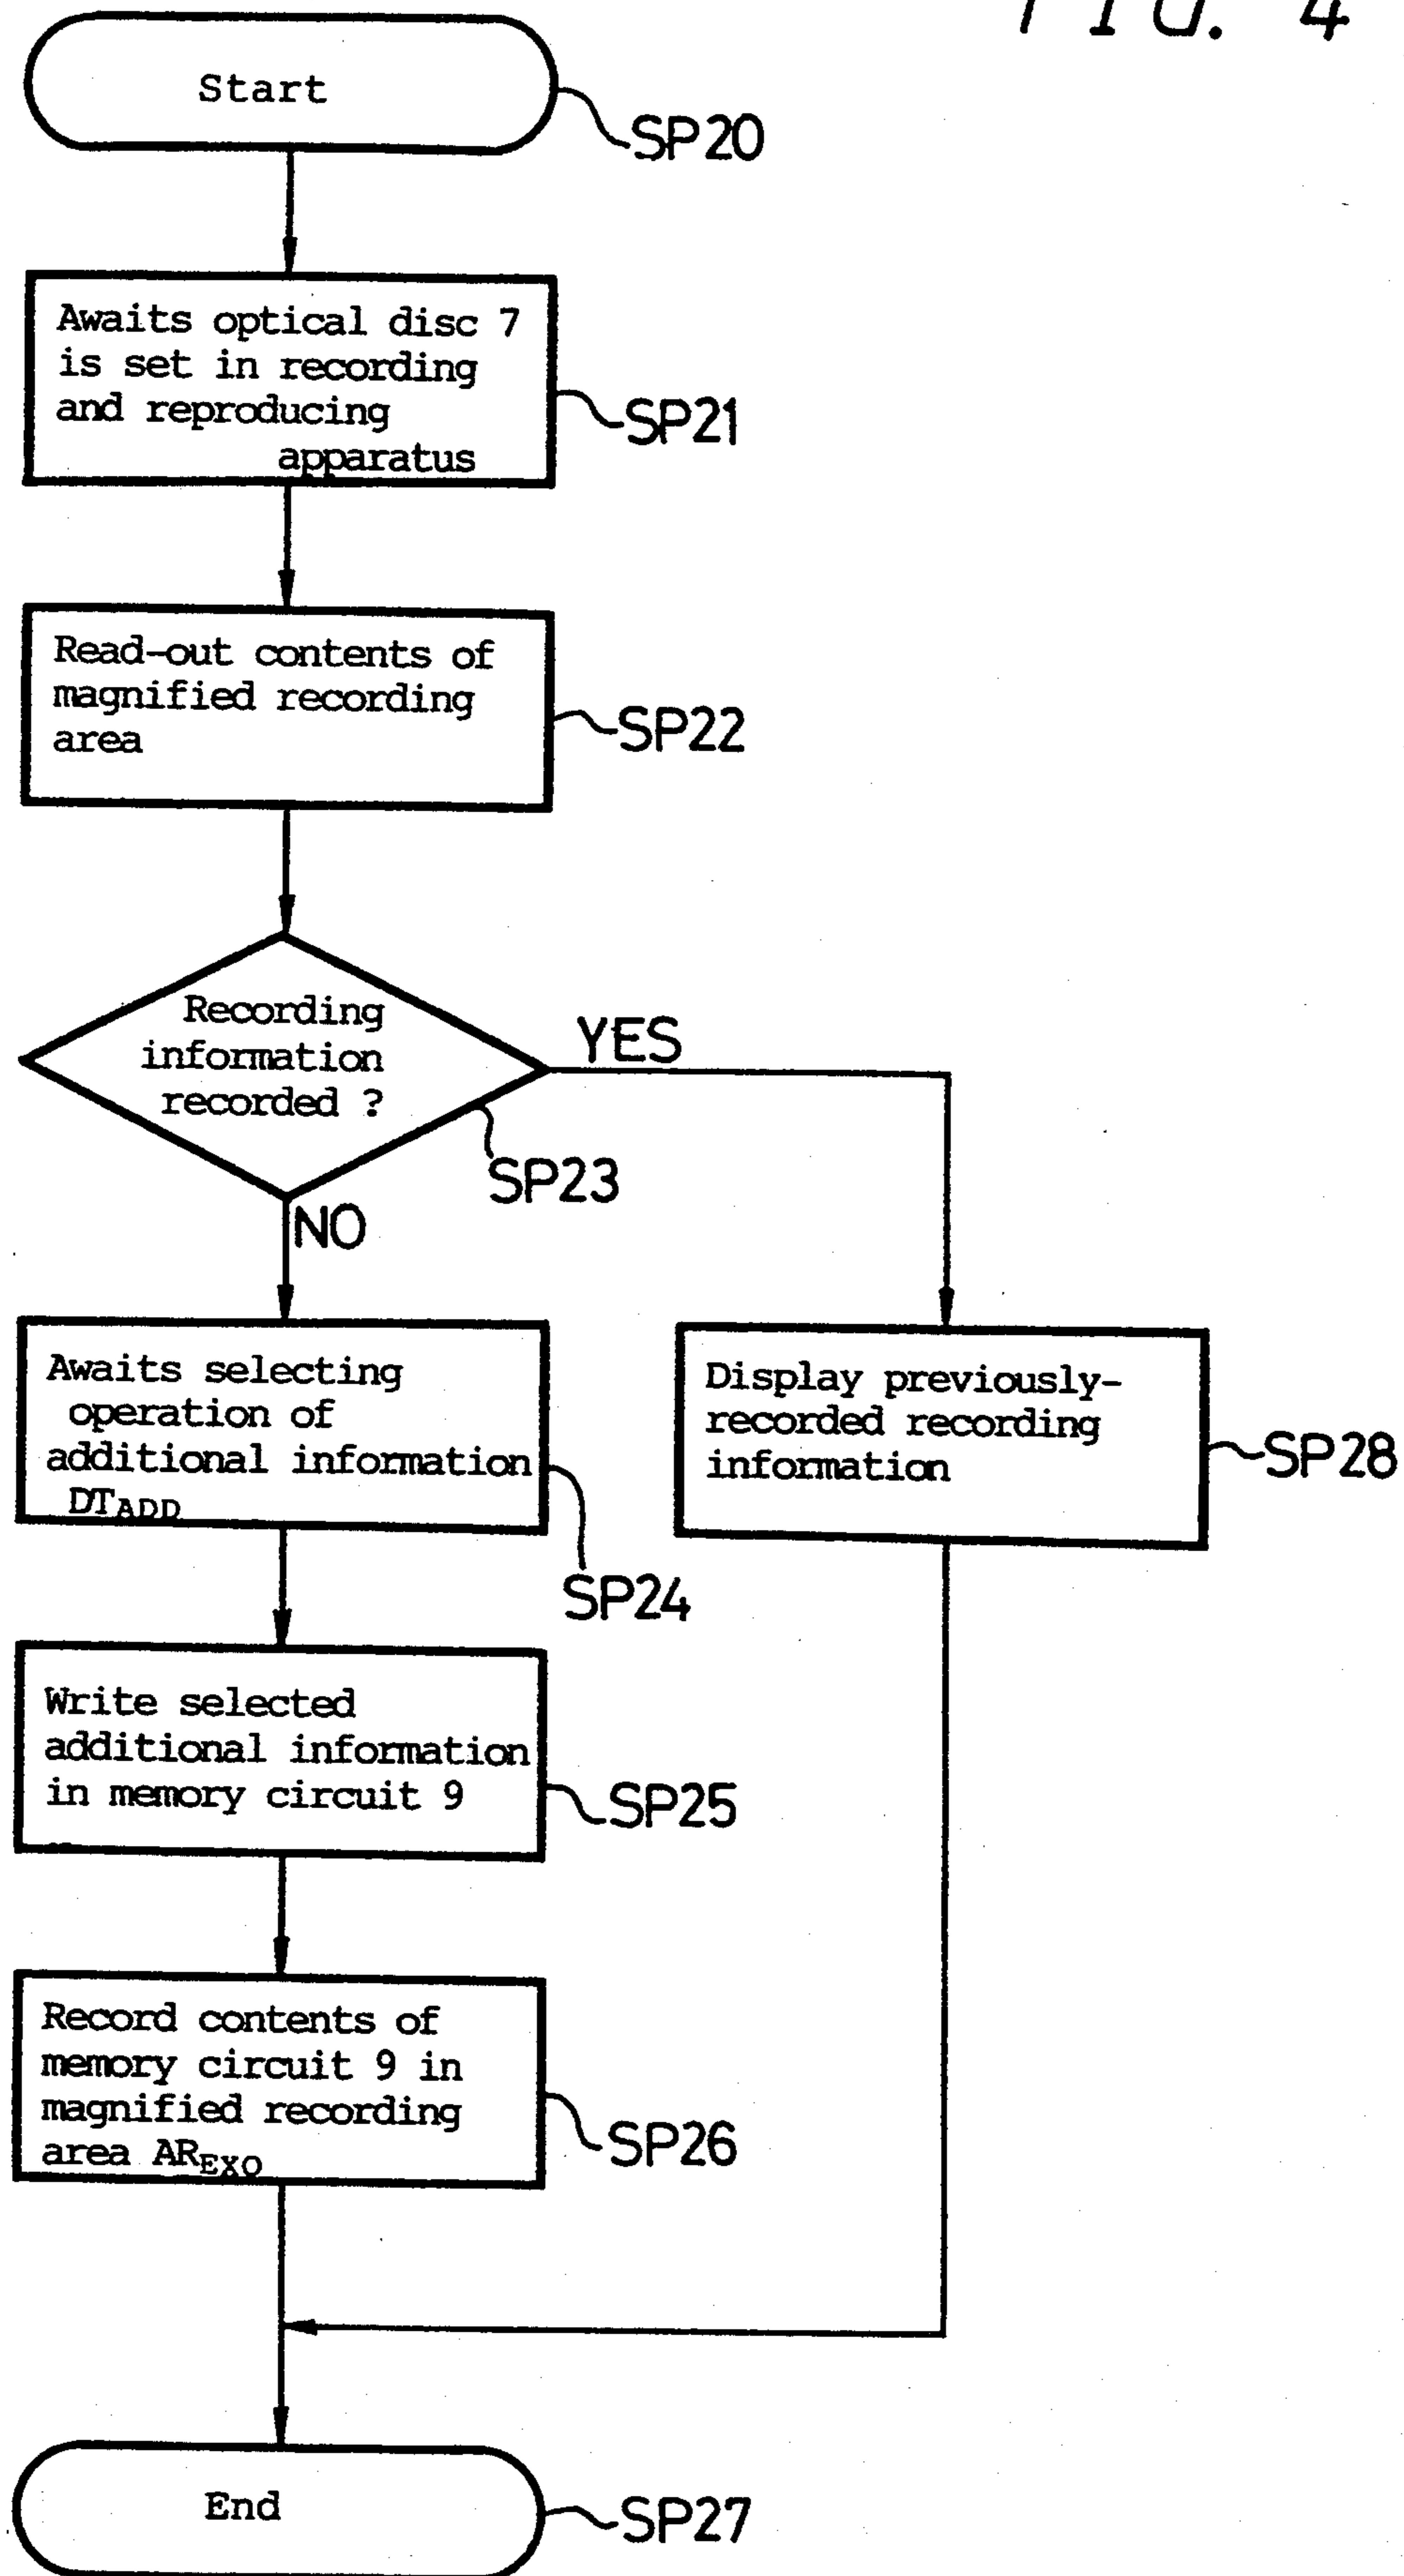 FIG. 4
Start
SP20
Awaits optical disc 7
is set in recording
and reproducing
apparatus
SP21
Read-out contents of
magnified recording
area
SP22
Recording
information
recorded ?
YES
SP23
NO
Awaits selecting
operation of
additional information
DTADD
SP24
Display previously-
recorded recording
information
SP28
Write selected
additional information
in memory circuit 9
SP25
Record contents of
memory circuit 9 in
magnified recording
area AREXO
SP26
End
SP27